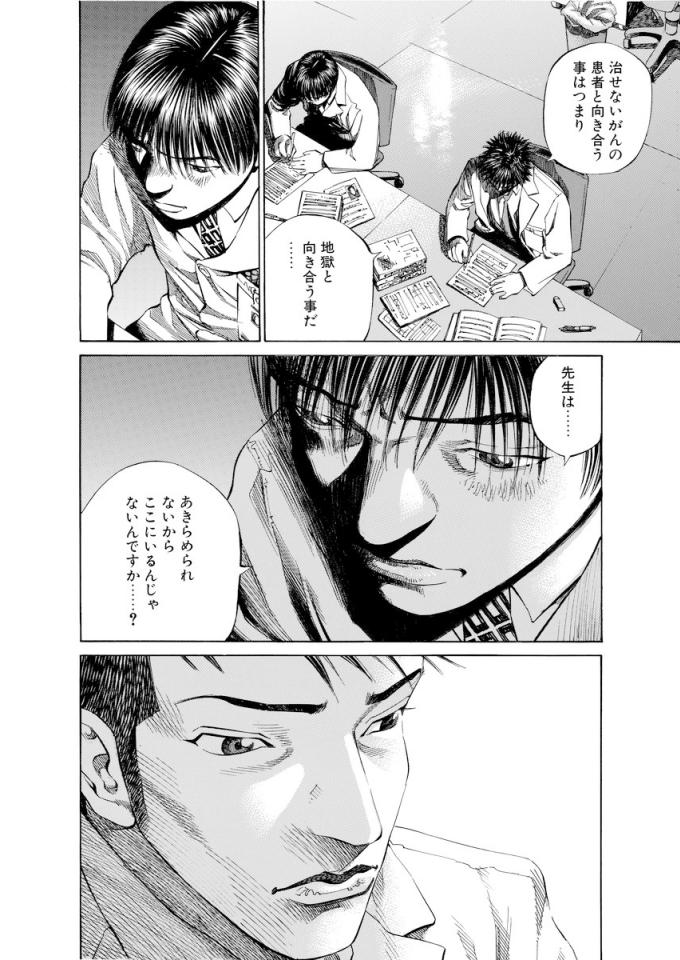 治せないがんの
患者と向き合う
事はつまり
地獄と
向き合う事だ
……
先生は……
あきらめられ
ないから
ここにいるんじゃ
ないんですか……?